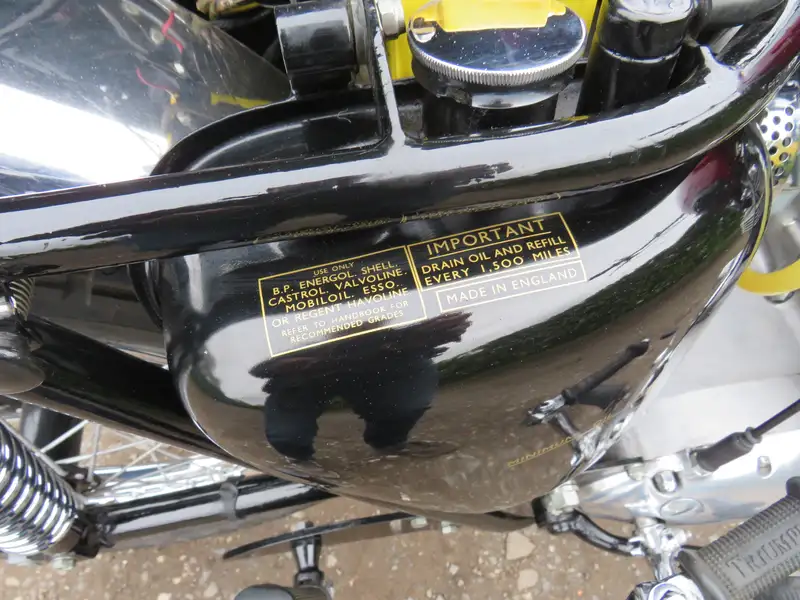 USE ONLY
B.P. ENERGOL, SHELL,
CASTROL, VALVOLINE,
MOBILOIL, ESSO,
OR REGENT HAVOLINE
REFER TO HANDBOOK FOR
RECOMMENDED GRADES
IMPORTANT
DRAIN OIL AND REFILL
EVERY 1,500 MILES
MADE IN ENGLAND
TRIUMPH